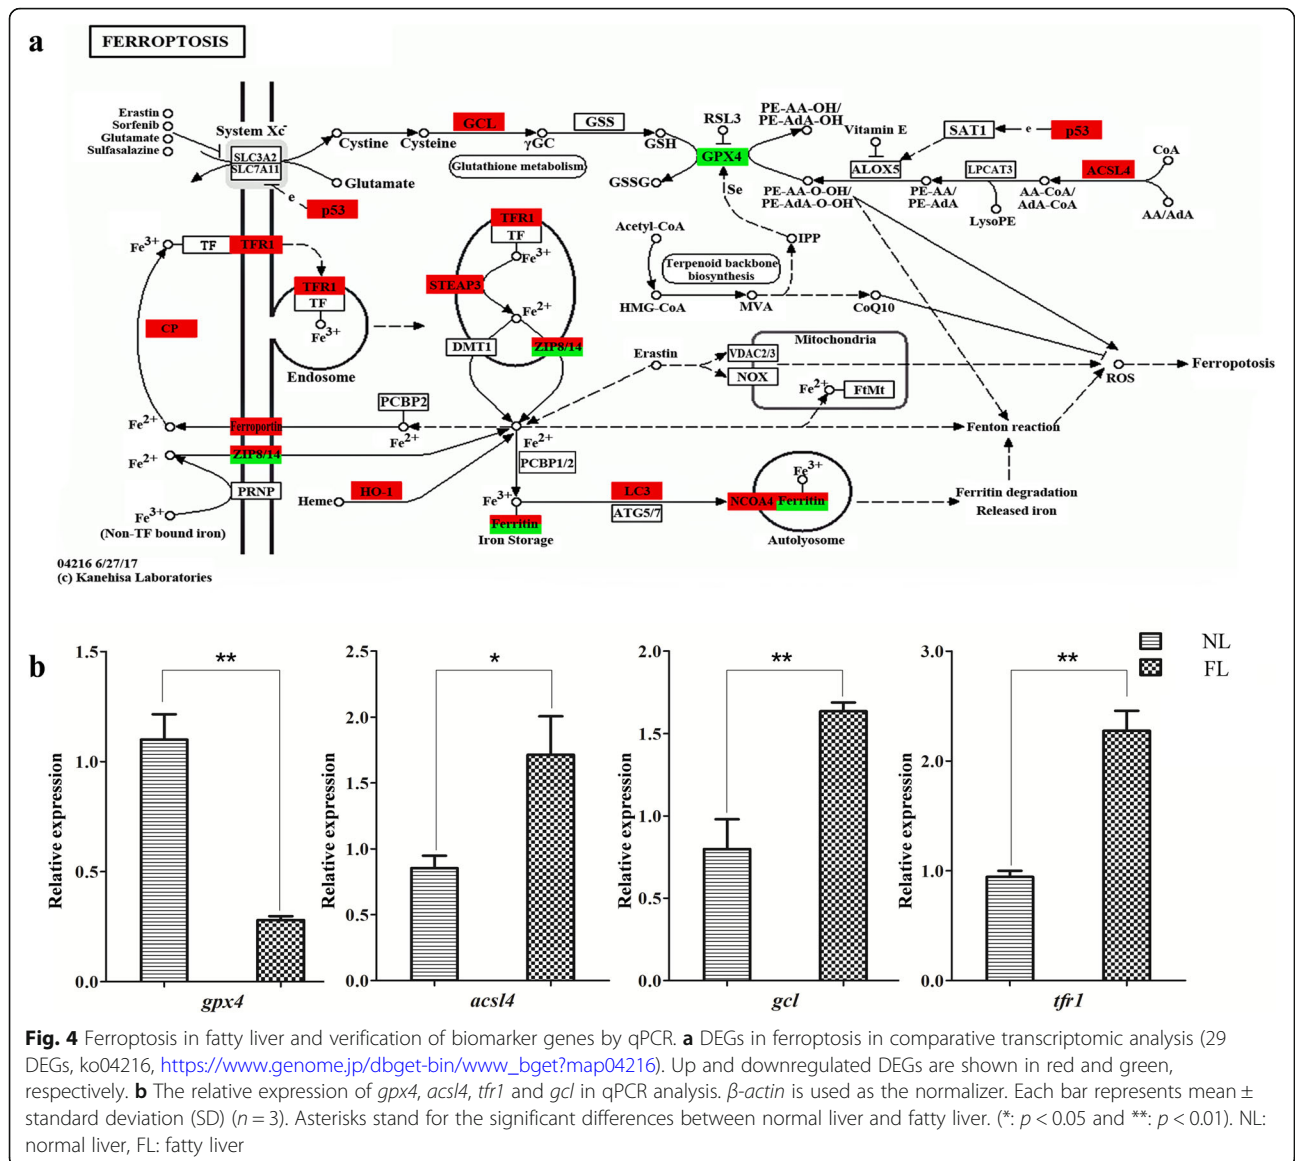 a
FERROPTOSIS
Erastin
Sorfenib
Glutamate
Sulfasalazine
System Xc-
SLC3A2
SLC7A11
Cystine
Cysteine
GCL
γGC
GSS
GSH
Glutathione metabolism
Glutamate
e
p53
RSL3
GPX4
GSSG
PE-AA-OH/
PE-AdA-OH
Vitamin E
SAT1
e
p53
ALOX5
PE-AA-O-OH/
PE-AdA-O-OH
PE-AA/
PE-AdA
LPCAT3
LysoPE
AA-CoA/
AdA-CoA
ACSL4
CoA
AA/AdA
Se
Fe3+
TF
TFR1
TFR1
TF
Fe3+
Endosome
CP
TFR1
TF
Fe3+
STEAP3
Fe2+
DMT1
ZIP8/14
Acetyl-CoA
IPP
Terpenoid backbone
biosynthesis
HMG-CoA
MVA
CoQ10
Erastin
VDAC2/3
NOX
Mitochondria
Fe2+
FtMt
ROS
Ferropotosis
Fe2+
Ferroportin
PCBP2
Fe2+
Fe2+
Fenton reaction
Fe2+
ZIP8/14
PRNP
Fe3+
(Non-TF bound iron)
Heme
HO-1
PCBP1/2
Fe3+
Ferritin
Iron Storage
LC3
ATG5/7
Fe3+
NCOA4
Ferritin
Autolyosome
Ferritin degradation
Released iron
04216 6/27/17
(c) Kanehisa Laboratories
b
NL
FL
Relative expression
1.5
1.0
0.5
0.0
**
gpx4
Relative expression
2.5
2.0
1.5
1.0
0.5
0.0
*
acsl4
Relative expression
2.0
1.5
1.0
0.5
0.0
**
gcl
Relative expression
3.0
2.0
1.0
0.0
**
tfr1
Fig. 4 Ferroptosis in fatty liver and verification of biomarker genes by qPCR. a DEGs in ferroptosis in comparative transcriptomic analysis (29
DEGs, ko04216, https://www.genome.jp/dbget-bin/www_bget?map04216). Up and downregulated DEGs are shown in red and green,
respectively. b The relative expression of gpx4, acsl4, tfr1 and gcl in qPCR analysis. β-actin is used as the normalizer. Each bar represents mean ±
standard deviation (SD) (n = 3). Asterisks stand for the significant differences between normal liver and fatty liver. (*: p < 0.05 and **: p < 0.01). NL:
normal liver, FL: fatty liver